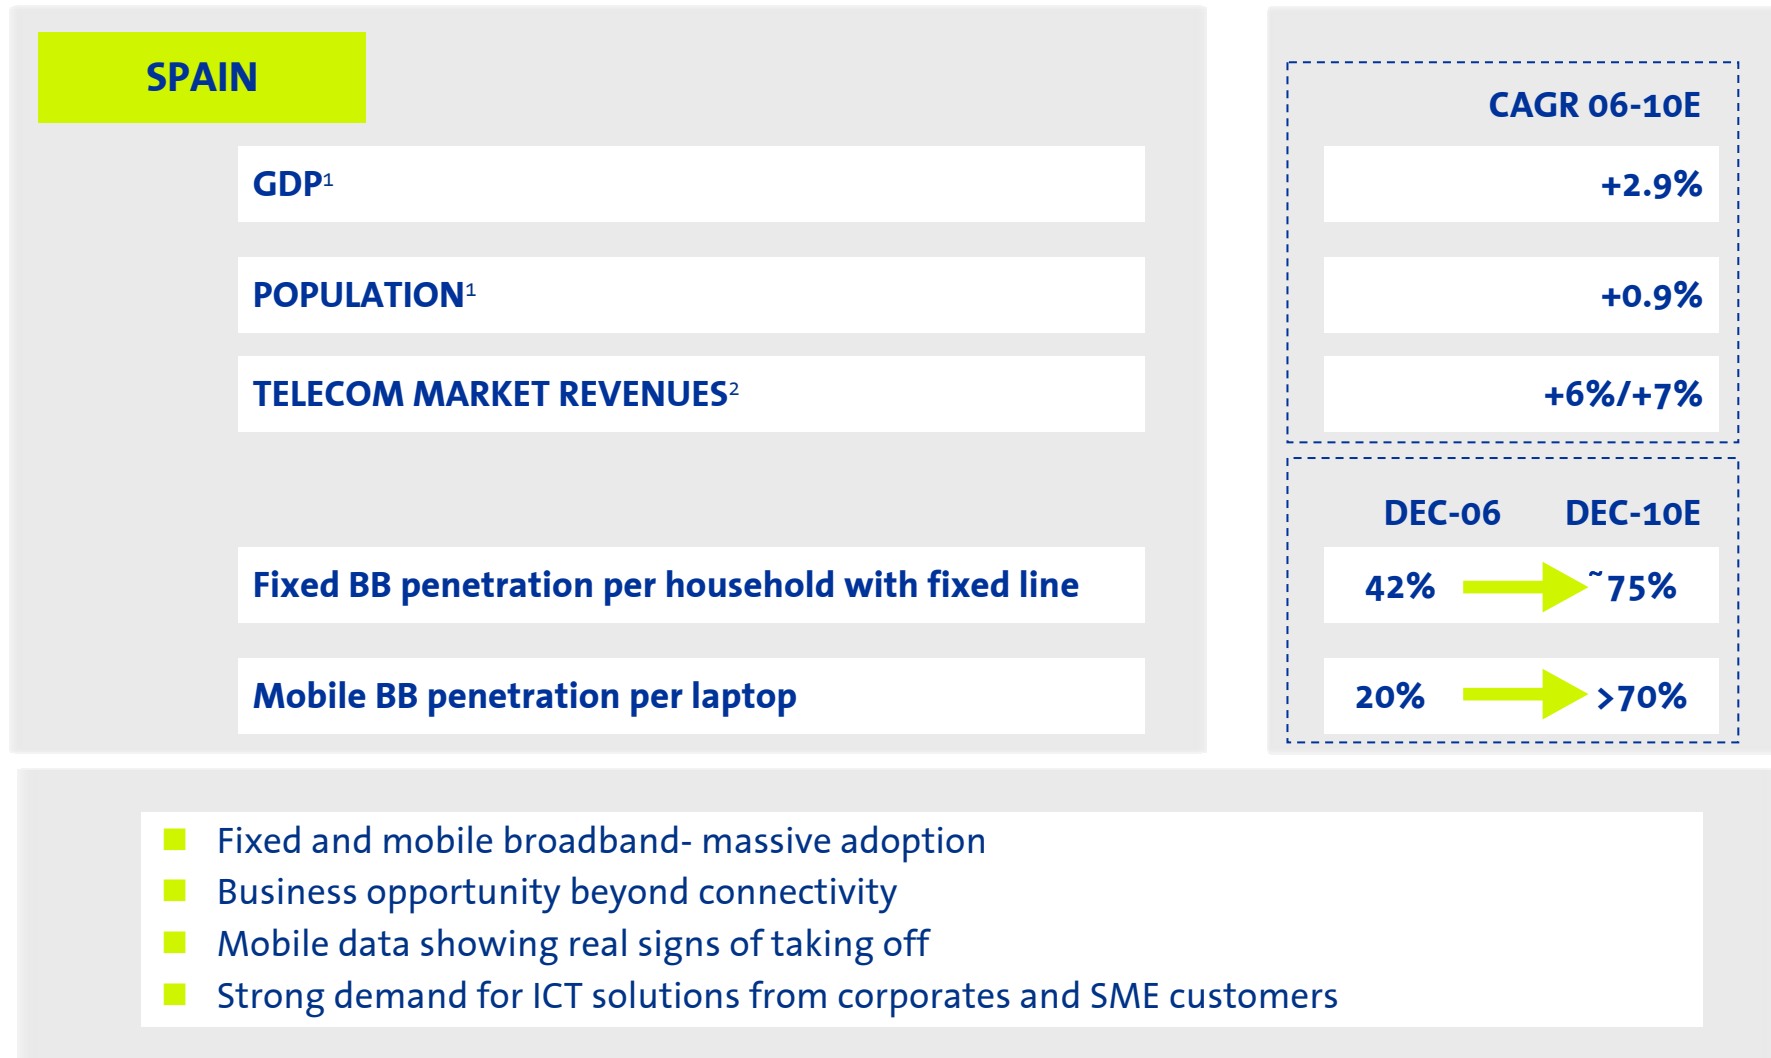 SPAIN
CAGR 06-10E
GDP¹ +2.9%
POPULATION¹ +0.9%
TELECOM MARKET REVENUES² +6%/+7%
DEC-06 DEC-10E
Fixed BB penetration per household with fixed line 42% ~75%
Mobile BB penetration per laptop 20% >70%
Fixed and mobile broadband- massive adoption
Business opportunity beyond connectivity
Mobile data showing real signs of taking off
Strong demand for ICT solutions from corporates and SME customers